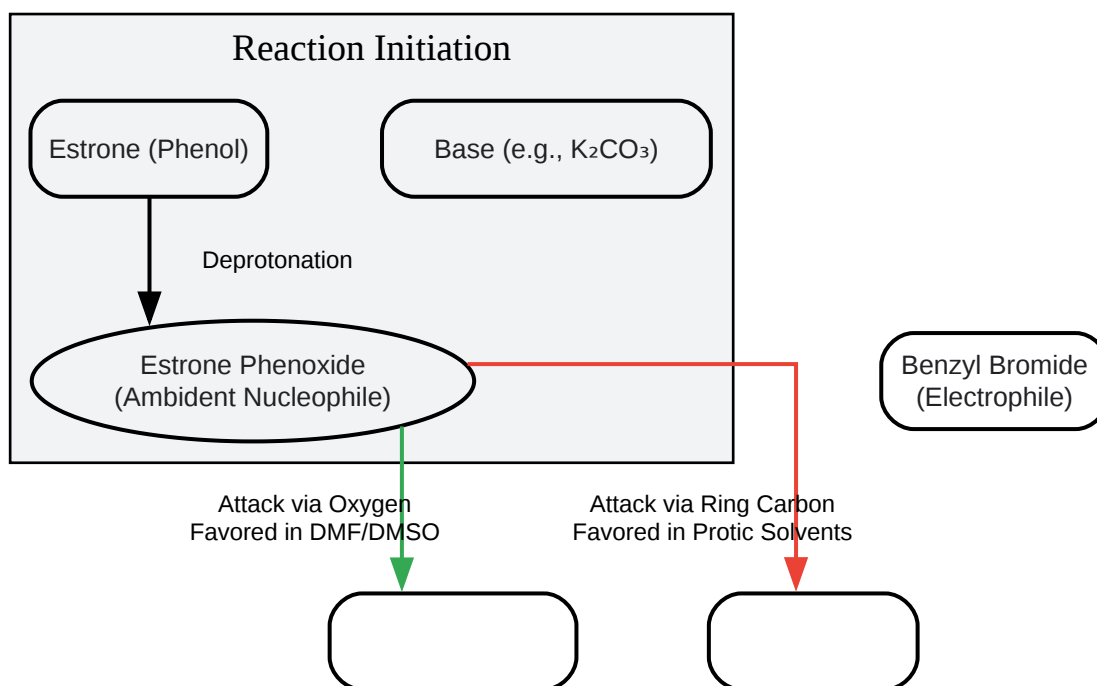 Reaction Initiation
Estrone (Phenol)
Base (e.g., K₂CO₃)
Deprotonation
Estrone Phenoxide
(Ambident Nucleophile)
Benzyl Bromide
(Electrophile)
Attack via Oxygen
Favored in DMF/DMSO
Attack via Ring Carbon
Favored in Protic Solvents